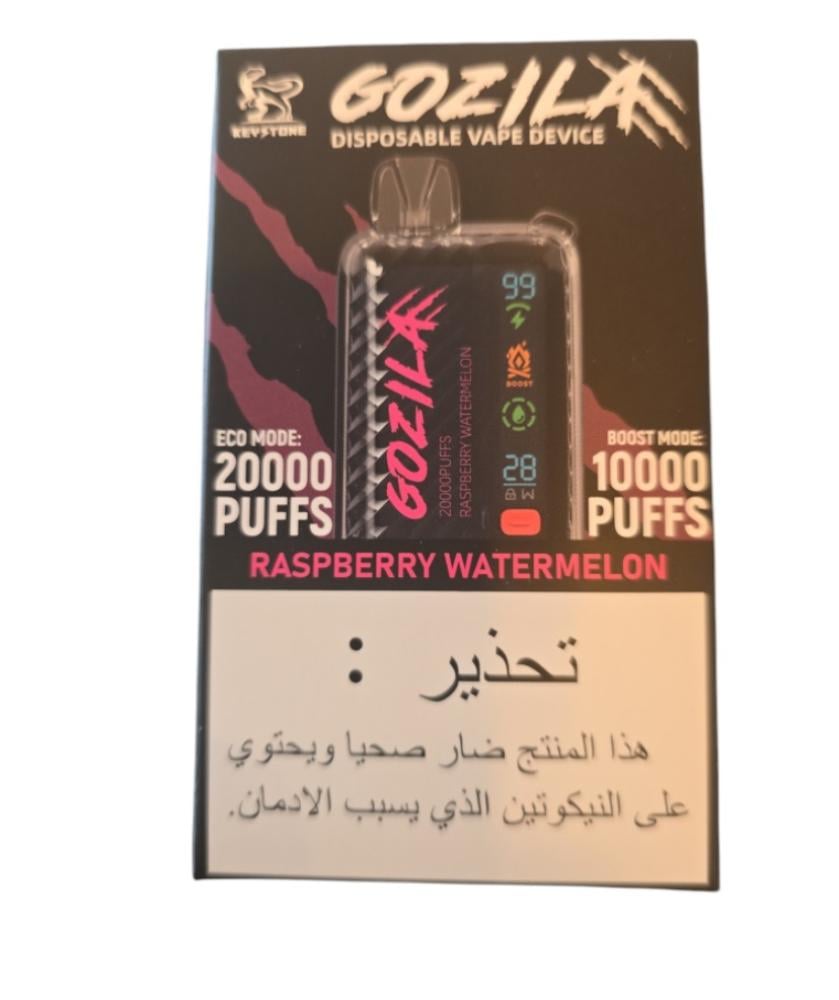 KEYSTONE
GOZILA
DISPOSABLE VAPE DEVICE
99
BOOST
GOZILA
20000PUFFS
RASPBERRY WATERMELON
28
ECO MODE:
20000
PUFFS
BOOST MODE:
10000
PUFFS
RASPBERRY WATERMELON
تحذير :
هذا المنتج ضار صحيا ويحتوي
على النيكوتين الذي يسبب الادمان.